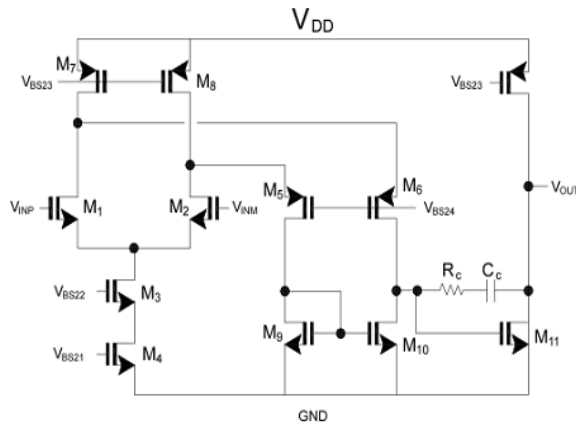 VDD
M7
M8
VBS23
VBS23
M5
M6
VOUT
VINP
M1
M2
VINM
VBS24
Rc
Cc
VBS22
M3
M9
M10
M11
VBS21
M4
GND